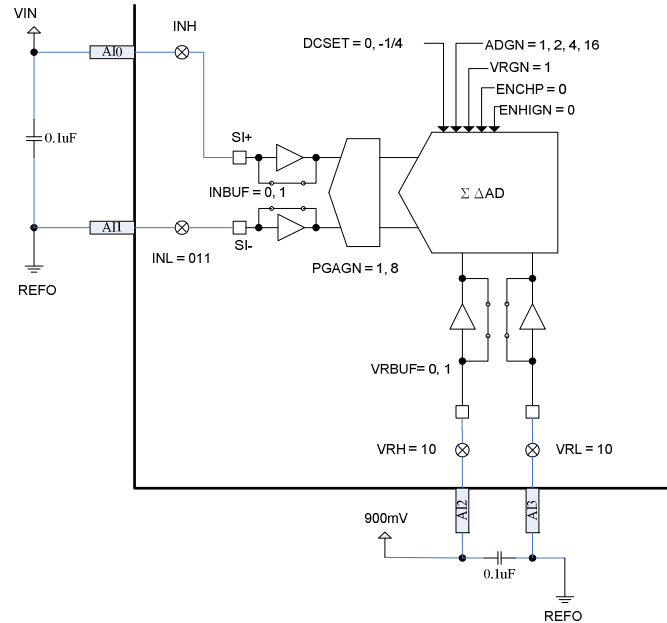 VIN
INH
DCSET = 0, -1/4
ADGN = 1, 2, 4, 16
VRGN = 1
ENCHP = 0
ENHIGN = 0
AI0
0.1uF
SI+
INBUF = 0, 1
Σ ΔAD
AI1
SI-
INL = 011
REFO
PGAGN = 1, 8
VRBUF= 0, 1
VRH = 10
VRL = 10
AI2
AI3
900mV
0.1uF
REFO